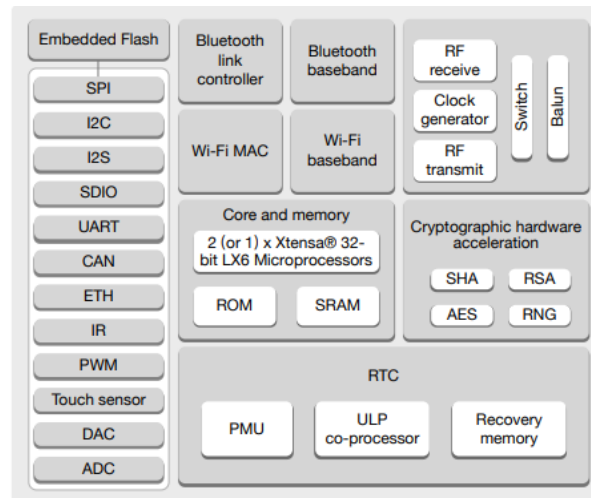 Embedded Flash
SPI
I2C
I2S
SDIO
UART
CAN
ETH
IR
PWM
Touch sensor
DAC
ADC
Bluetooth
link
controller
Bluetooth
baseband
Wi-Fi MAC
Wi-Fi
baseband
RF
receive
Clock
generator
RF
transmit
Switch
Balun
Core and memory
2 (or 1) x Xtensa® 32-
bit LX6 Microprocessors
ROM
SRAM
Cryptographic hardware
acceleration
SHA
RSA
AES
RNG
RTC
PMU
ULP
co-processor
Recovery
memory